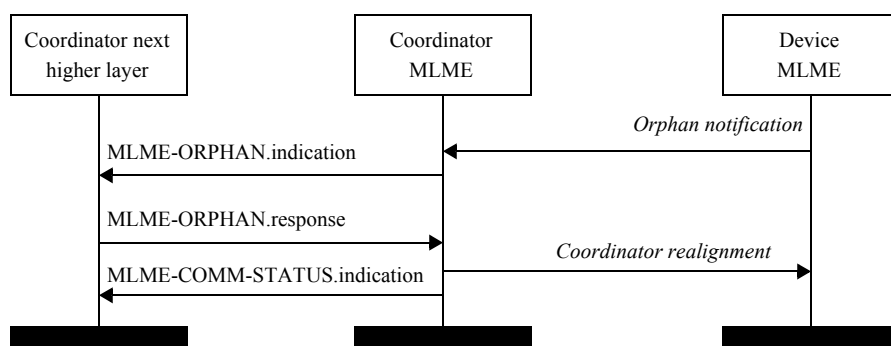 Coordinator next
higher layer
Coordinator
MLME
Device
MLME
Orphan notification
MLME-ORPHAN.indication
MLME-ORPHAN.response
Coordinator realignment
MLME-COMM-STATUS.indication